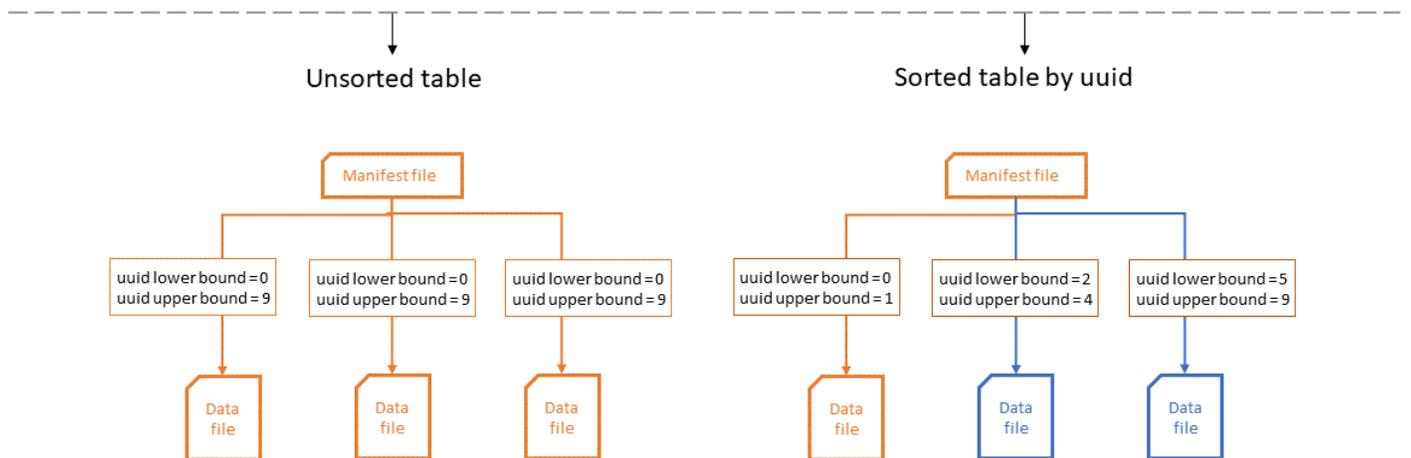 Unsorted table
Sorted table by uuid
Manifest file
Manifest file
uuid lower bound=0
uuid upper bound=9
uuid lower bound=0
uuid upper bound=9
uuid lower bound=0
uuid upper bound=9
uuid lower bound=0
uuid upper bound=1
uuid lower bound=2
uuid upper bound=4
uuid lower bound=5
uuid upper bound=9
Data
file
Data
file
Data
file
Data
file
Data
file
Data
file